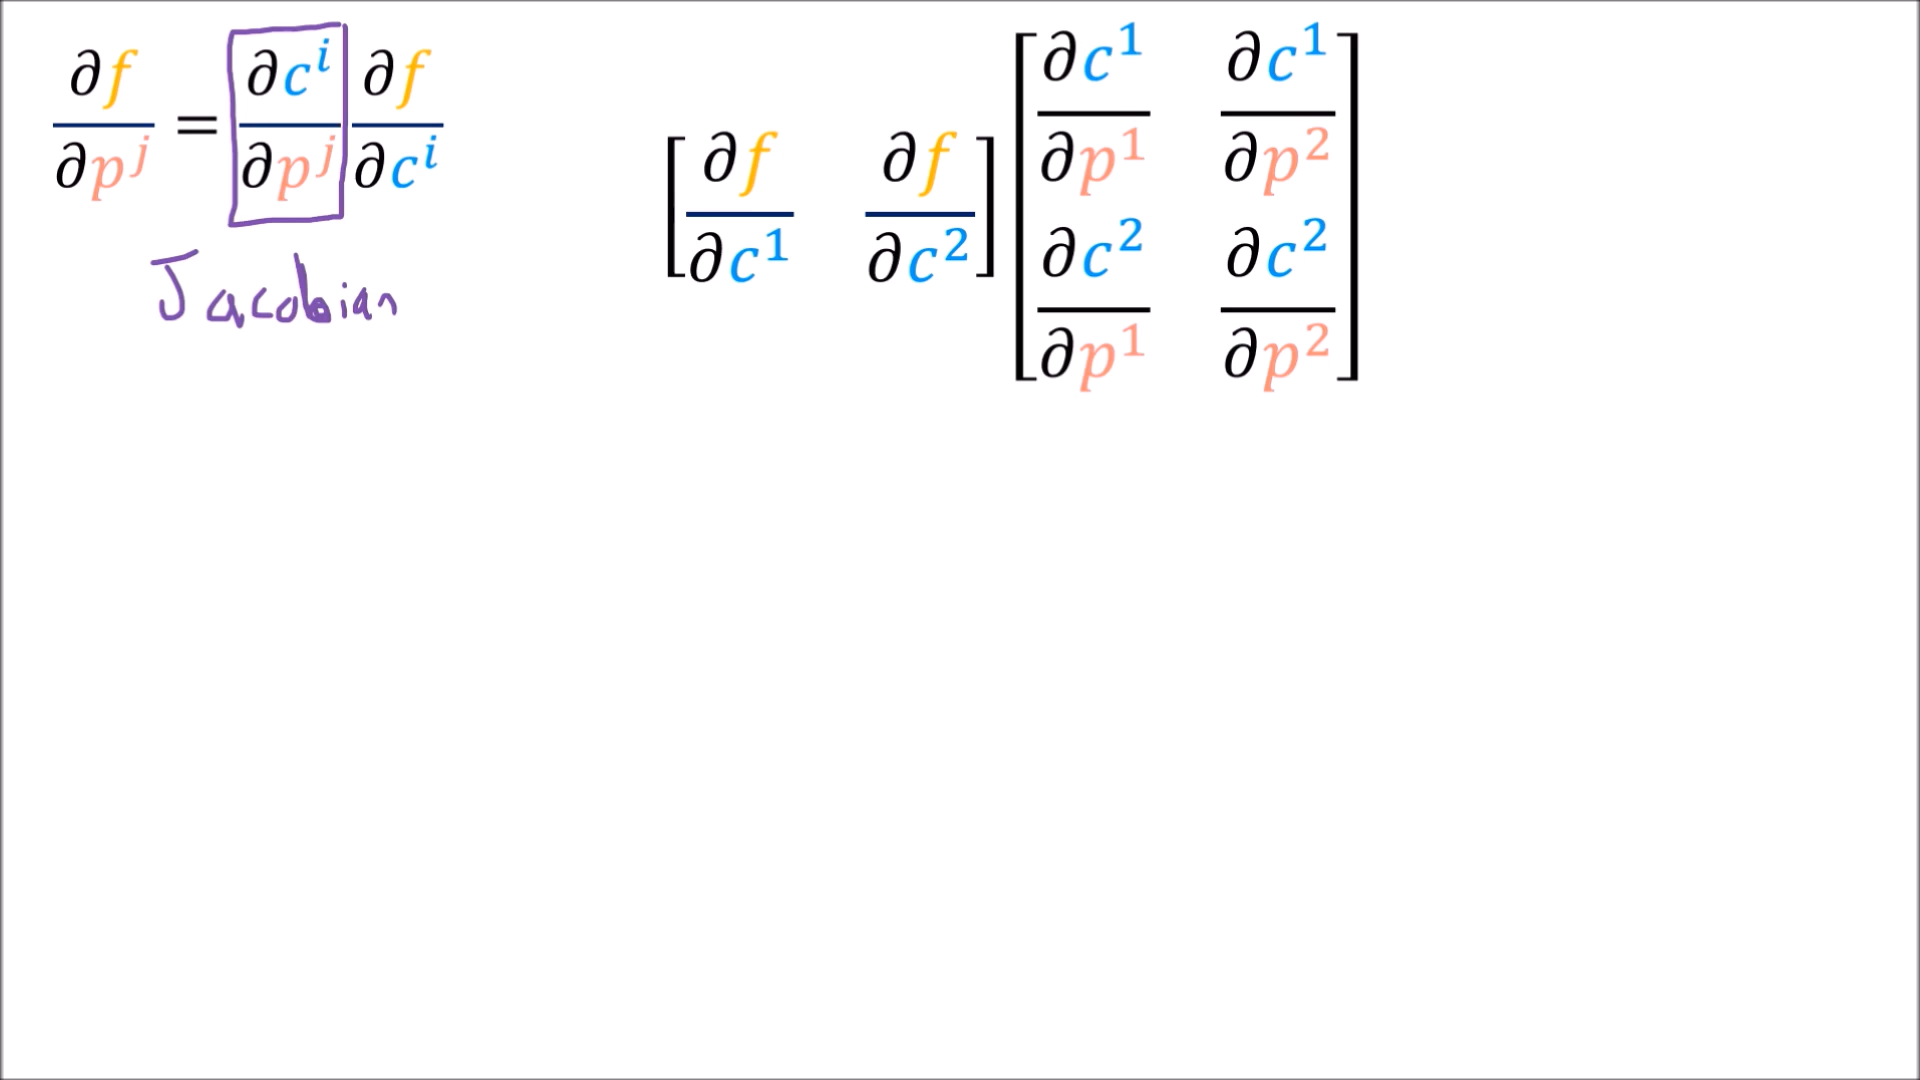 ∂f/∂p^j = ∂c^i/∂p^j ∂f/∂c^i
Jacobian
[∂f/∂c^1 ∂f/∂c^2] [∂c^1/∂p^1 ∂c^1/∂p^2
∂c^2/∂p^1 ∂c^2/∂p^2]